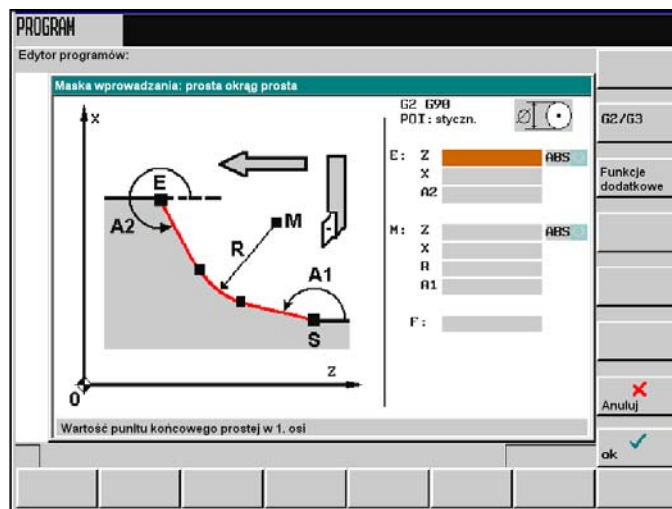 PROGRAM
Edytor programów:
Maska wprowadzania: prosta okrąg prosta
X
E
A2
R
M
A1
S
Z
0
Wartość punitu końcowego prostej w 1. osi
G2 G90
POI: styczn.
Ø
E: Z ABS
X
A2
M: Z ABS
X
R
A1
F:
G2/G3
Funkcje
dodatkowe
Anuluj
ok